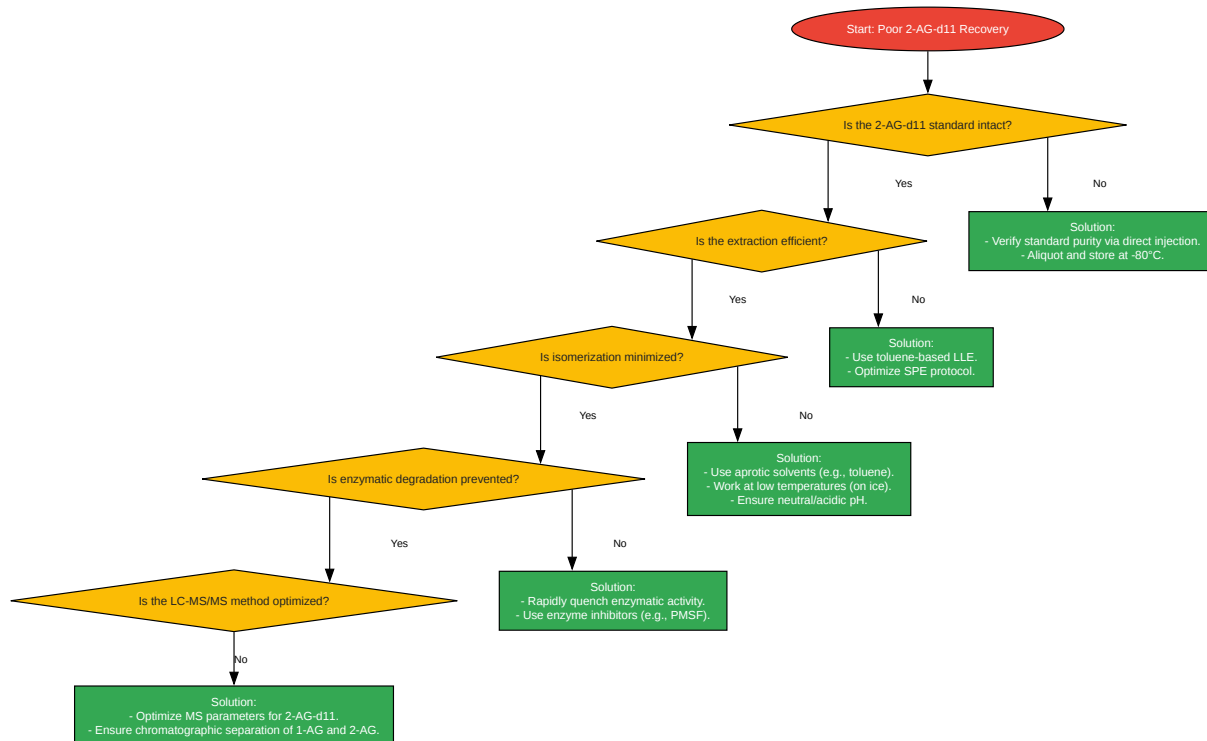 Start: Poor 2-AG-d11 Recovery
Is the 2-AG-d11 standard intact?
Yes
No
Solution:
- Verify standard purity via direct injection.
- Aliquot and store at -80°C.
Is the extraction efficient?
Yes
No
Solution:
- Use toluene-based LLE.
- Optimize SPE protocol.
Is isomerization minimized?
Yes
No
Solution:
- Use aprotic solvents (e.g., toluene).
- Work at low temperatures (on ice).
- Ensure neutral/acidic pH.
Is enzymatic degradation prevented?
Yes
No
Solution:
- Rapidly quench enzymatic activity.
- Use enzyme inhibitors (e.g., PMSF).
Is the LC-MS/MS method optimized?
No
Solution:
- Optimize MS parameters for 2-AG-d11.
- Ensure chromatographic separation of 1-AG and 2-AG.